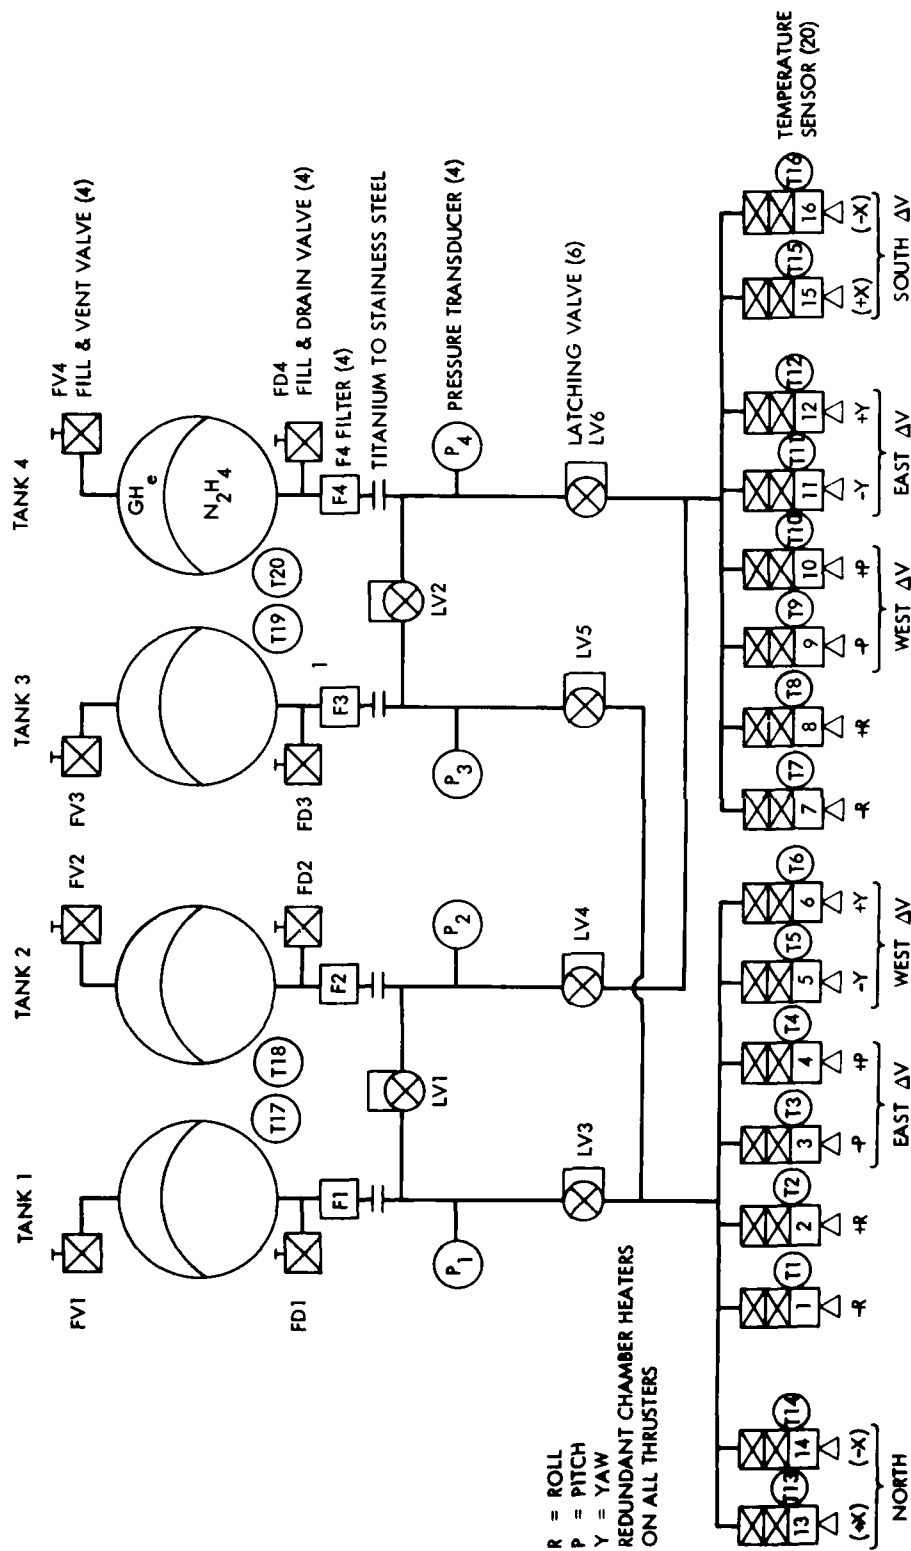 TANK 1
TANK 2
TANK 3
TANK 4
FV1
FV2
FV3
FV4
FILL & VENT VALVE (4)
GHe
N2H4
T17
T18
T19
T20
FD1
FD2
FD3
FD4
FILL & DRAIN VALVE (4)
F1
F2
F3
1
F4
F4 FILTER (4)
TITANIUM TO STAINLESS STEEL
LV1
LV2
P1
P2
P3
P4
PRESSURE TRANSDUCER (4)
LV3
LV4
LV5
LATCHING VALVE (6)
LV6
R = ROLL
P = PITCH
Y = YAW
REDUNDANT CHAMBER HEATERS
ON ALL THRUSTERS
T13
T14
T1
T2
T3
T4
T5
T6
T7
T8
T9
T10
T11
T12
T15
T16
TEMPERATURE
SENSOR (20)
13
14
1
2
3
4
5
6
7
8
9
10
11
12
15
16
(+X)
(-X)
-R
+R
-P
+P
-Y
+Y
-R
+R
-P
+P
-Y
+Y
(+X)
(-X)
NORTH
EAST ΔV
WEST ΔV
WEST ΔV
EAST ΔV
SOUTH ΔV